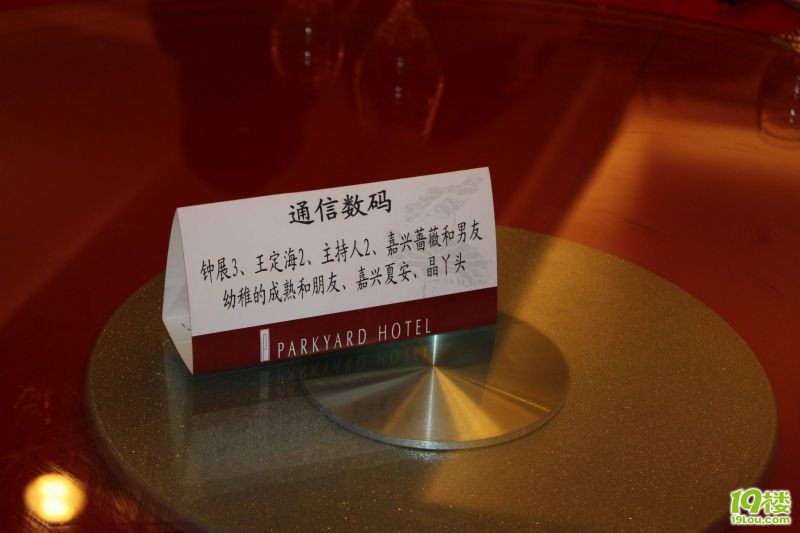 通信数码
钟展3、王定海2、主持人2、嘉兴蔷薇和男友
幼稚的成熟和朋友、嘉兴夏安、晶丫头
PARKYARD HOTEL
19楼
19lou.com